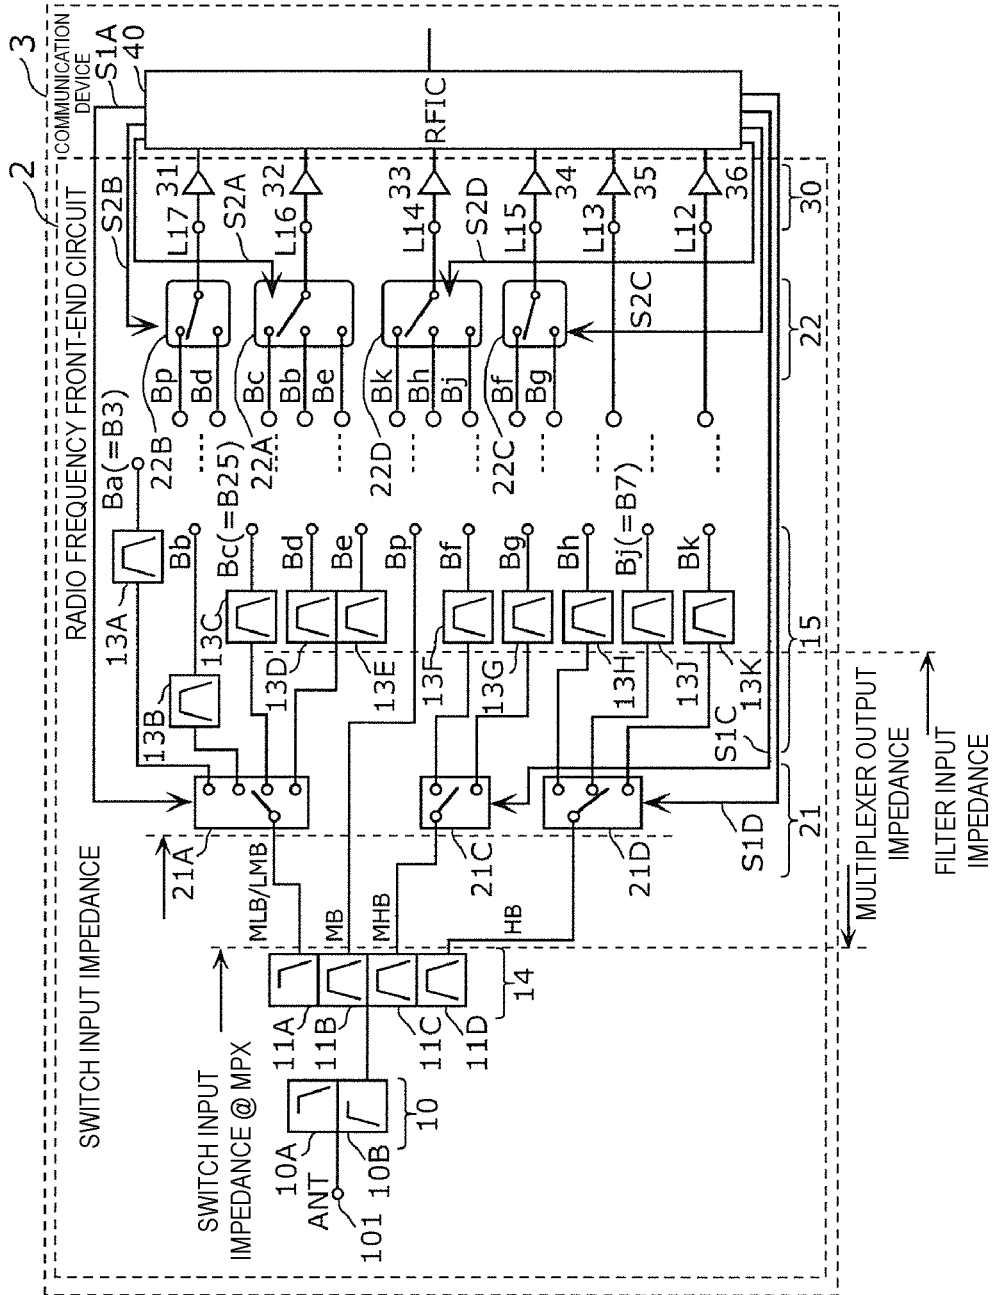 3
COMMUNICATION
DEVICE
2
RADIO FREQUENCY FRONT-END CIRCUIT
S1A
40
S2B
RFIC
L17
31
S2A
L16
32
L14
33
S2D
L15
34
L13
35
L12
36
30
S2C
22
22B
Bp
Bd
22A
Bc
Bb
Be
22D
Bk
Bh
Bj
22C
Bf
Bg
Ba(=B3)
Bb
Bc(=B25)
Bd
Be
Bp
Bf
Bg
Bh
Bj(=B7)
Bk
13A
13B
13C
13D
13E
13F
13G
13H
13J
13K
15
S1C
S1D
21A
21C
21D
21
MLB/LMB
MB
MHB
HB
11A
11B
11C
11D
14
10A
10B
10
ANT
101
SWITCH INPUT IMPEDANCE
SWITCH INPUT
IMPEDANCE @ MPX
MULTIPLEXER OUTPUT
IMPEDANCE
FILTER INPUT
IMPEDANCE